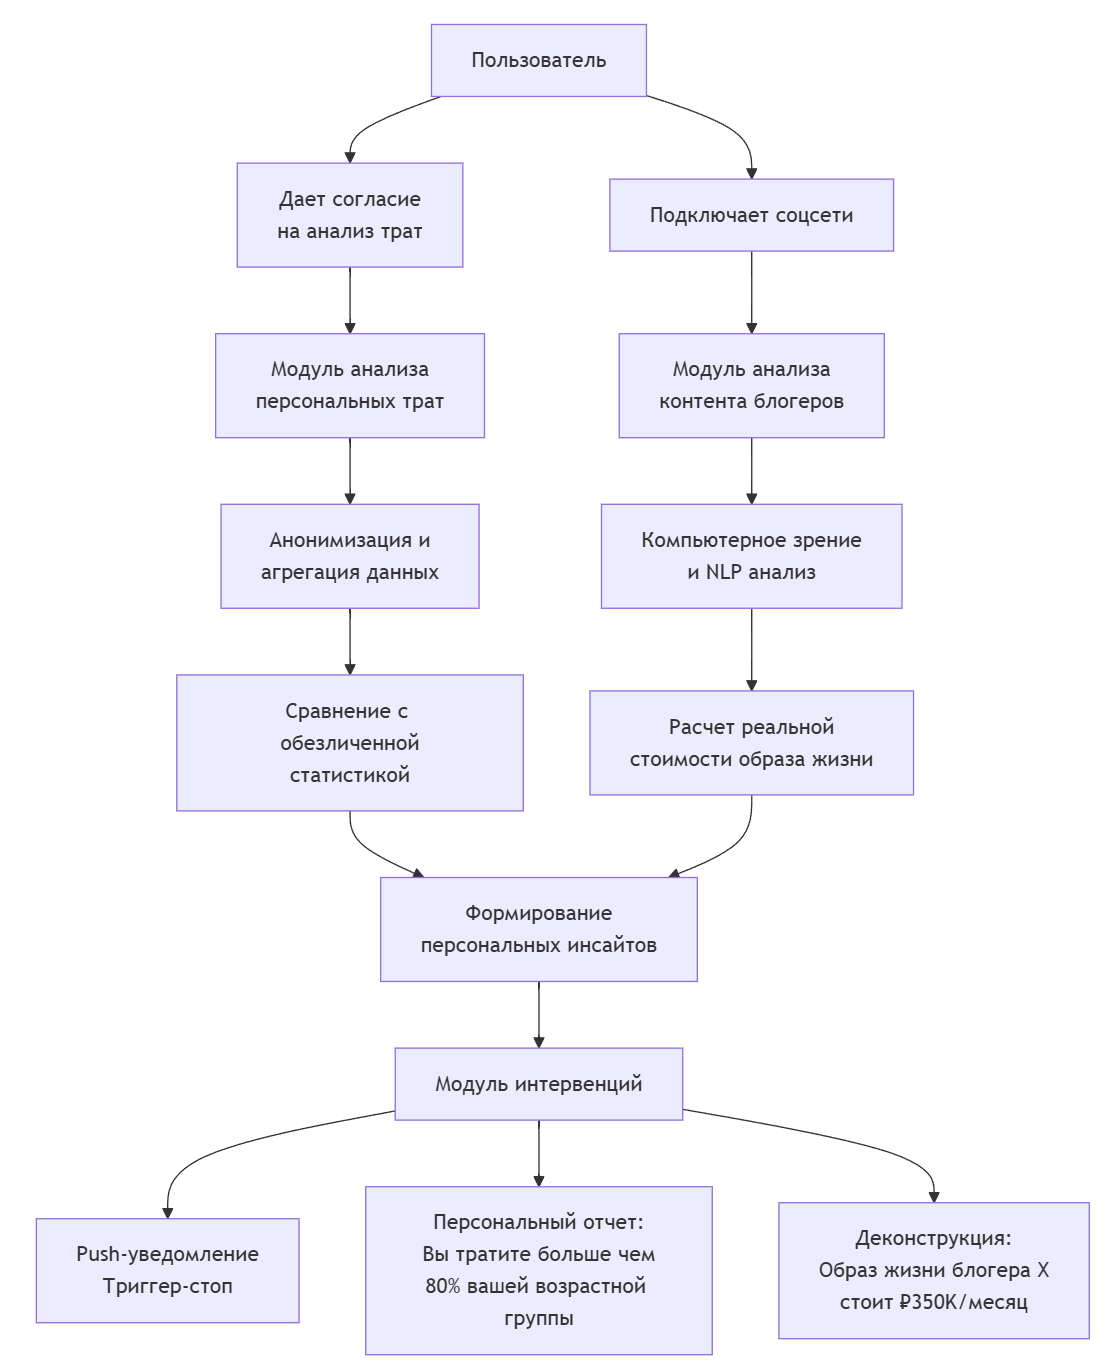 Пользователь
Дает согласие
на анализ трат
Подключает соцсети
Модуль анализа
персональных трат
Модуль анализа
контента блогеров
Анонимизация и
агрегация данных
Компьютерное зрение
и NLP анализ
Сравнение с
обезличенной
статистикой
Расчет реальной
стоимости образа жизни
Формирование
персональных инсайтов
Модуль интервенций
Push-уведомление
Триггер-стоп
Персональный отчет:
Вы тратите больше чем
80% вашей возрастной
группы
Деконструкция:
Образ жизни блогера X
стоит ₽350K/месяц